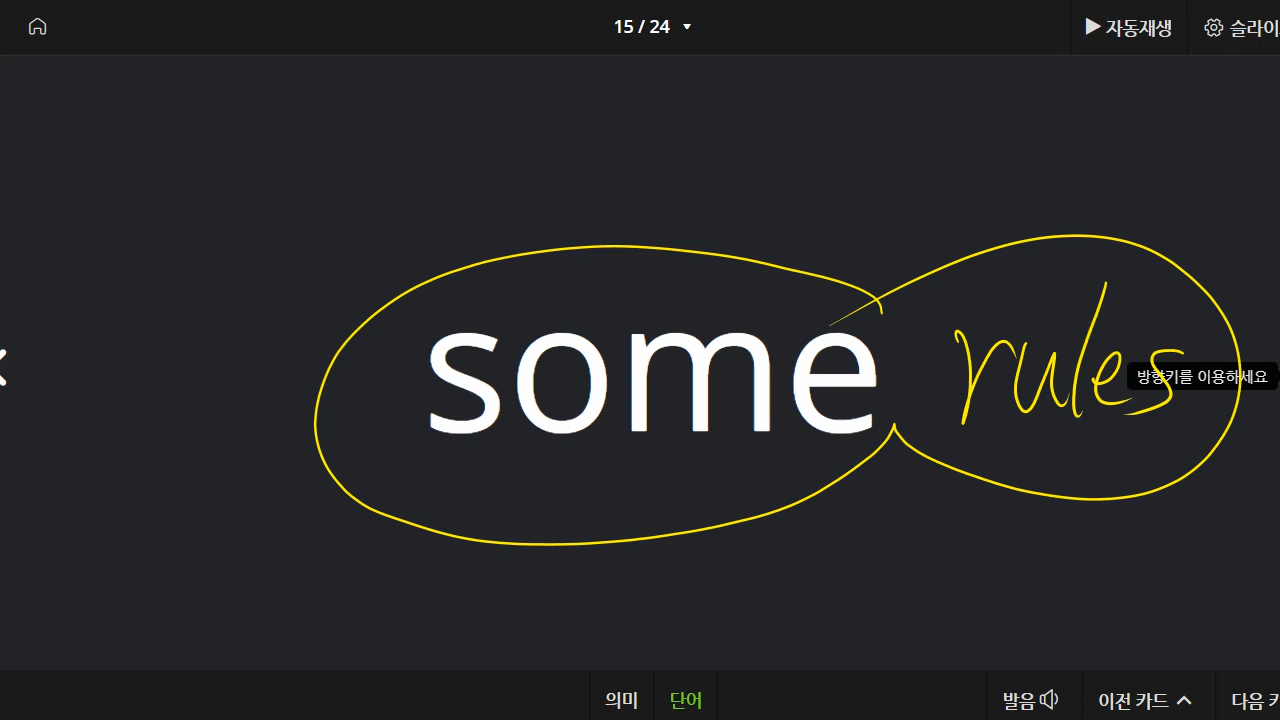 15 / 24
자동재생
슬라이
some rules
방향키를 이용하세요
의미
단어
발음
이전 카드
다음